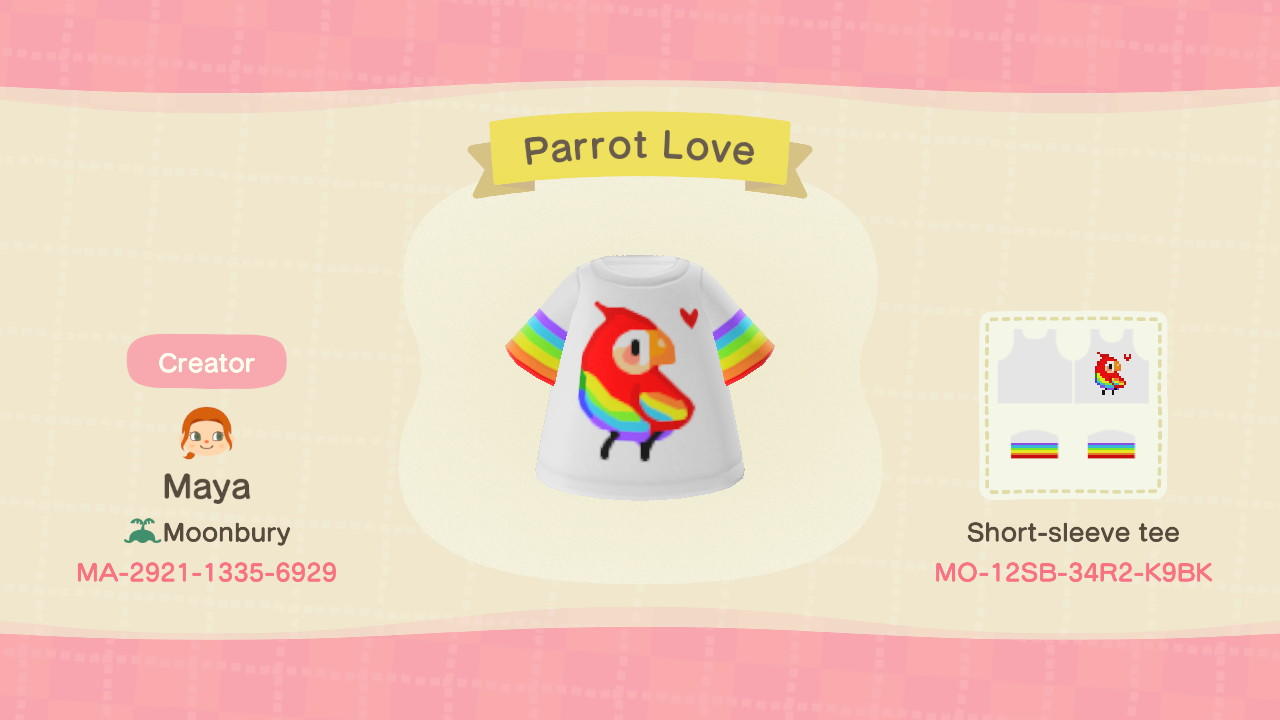 Parrot Love
Creator
Maya
Moonbury
MA-2921-1335-6929
Short-sleeve tee
MO-12SB-34R2-K9BK